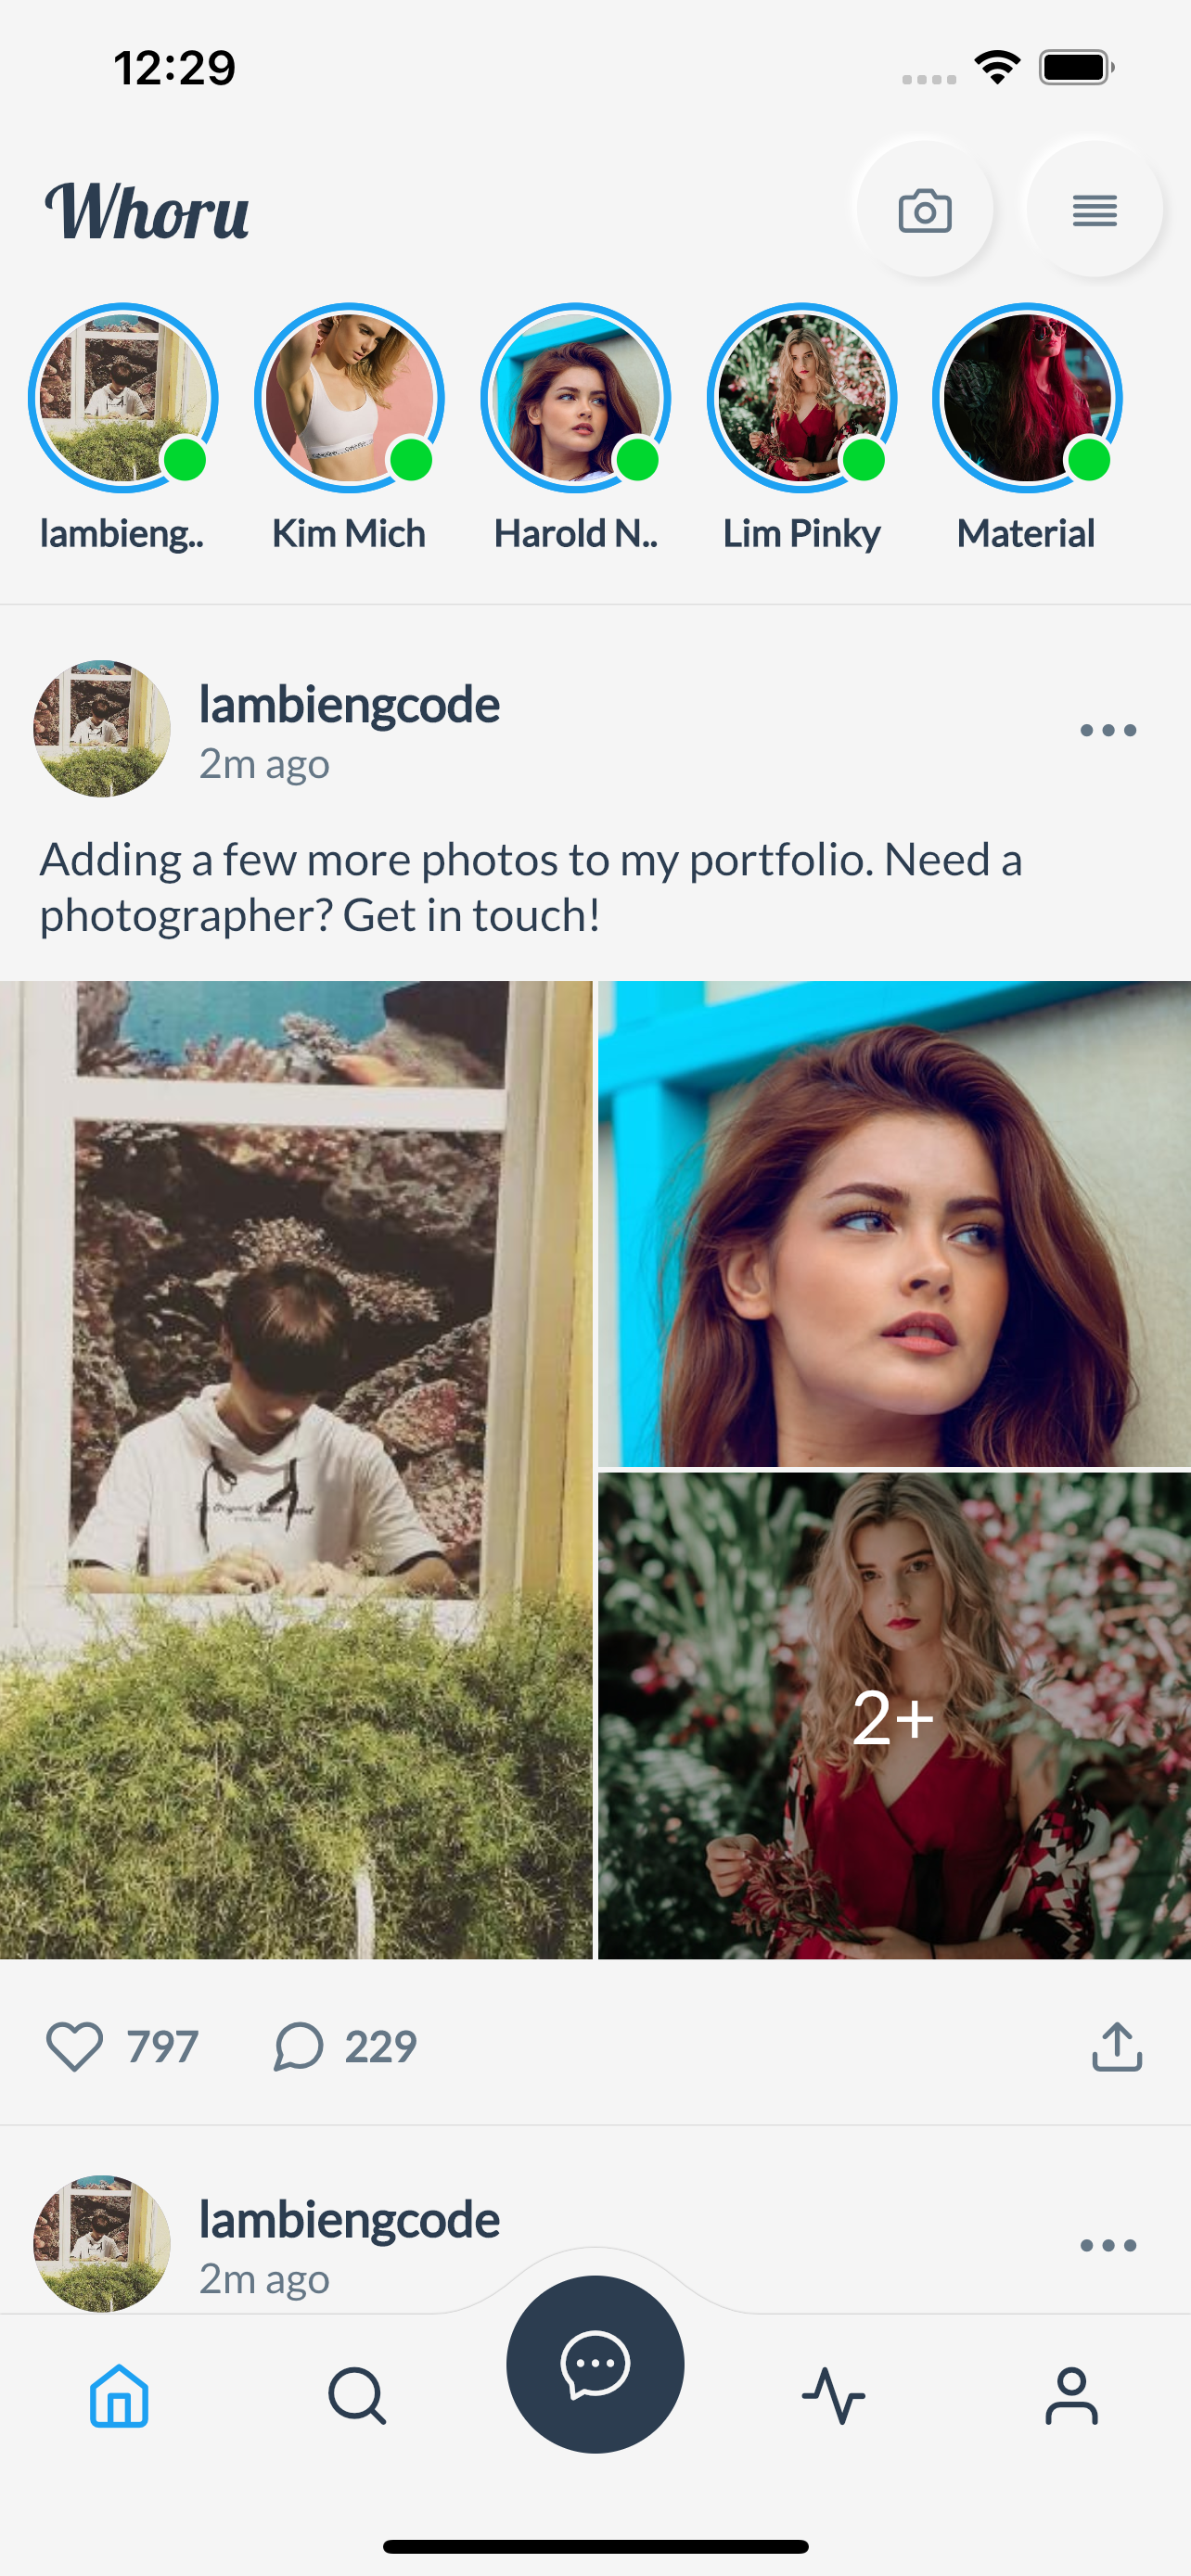 12:29
Whoru
lambieng..
Kim Mich
Harold N..
Lim Pinky
Material
lambiengcode
2m ago
Adding a few more photos to my portfolio. Need a
photographer? Get in touch!
2+
797
229
lambiengcode
2m ago